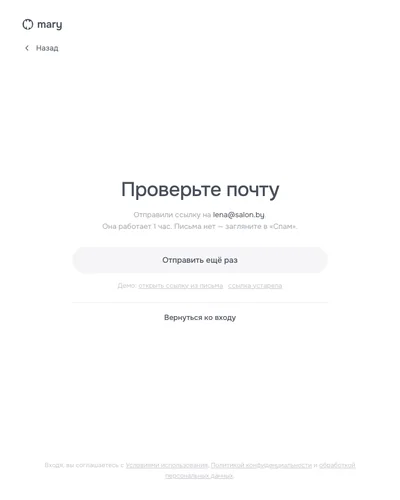 mary
Назад
Проверьте почту
Отправили ссылку на lena@salon.by
Она работает 1 час. Письма нет — загляните в «Спам».
Отправить ещё раз
Демо: открыть ссылку из письма ссылка устарела
Вернуться ко входу
Входя, вы соглашаетесь с Условиями использования, Политикой конфиденциальности и обработкой
персональных данных.